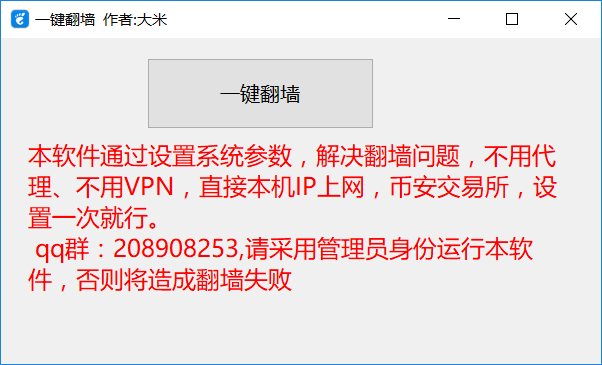 一键翻墙 作者:大米
一键翻墙
本软件通过设置系统参数，解决翻墙问题，不用代
理、不用VPN，直接本机IP上网，币安交易所，设
置一次就行。
qq群：208908253,请采用管理员身份运行本软
件，否则将造成翻墙失败